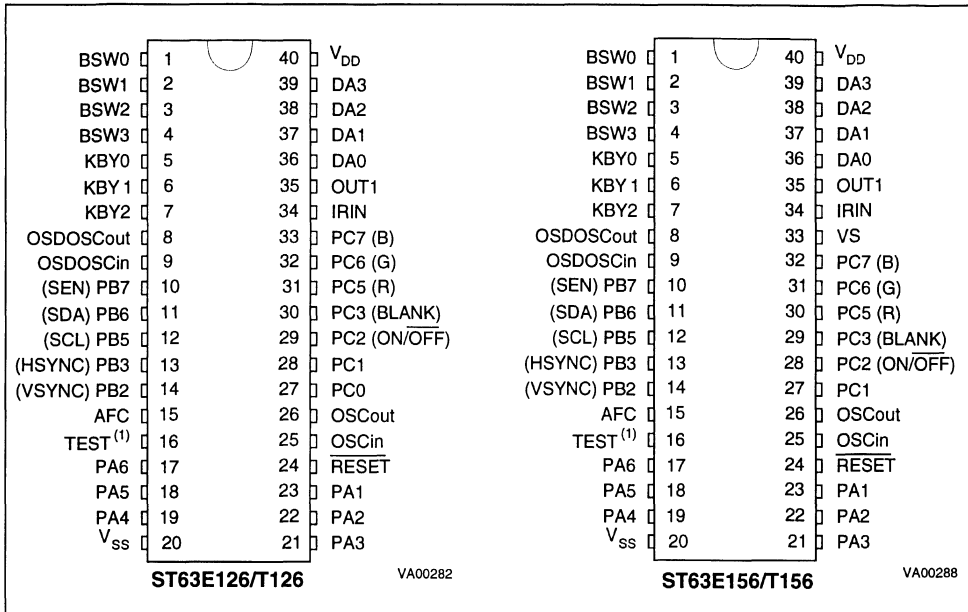 BSW0 1 40 VDD
BSW1 2 39 DA3
BSW2 3 38 DA2
BSW3 4 37 DA1
KBY0 5 36 DA0
KBY1 6 35 OUT1
KBY2 7 34 IRIN
OSDOSCout 8 33 PC7 (B)
OSDOSCin 9 32 PC6 (G)
(SEN) PB7 10 31 PC5 (R)
(SDA) PB6 11 30 PC3 (BLANK)
(SCL) PB5 12 29 PC2 (ON/OFF)
(HSYNC) PB3 13 28 PC1
(VSYNC) PB2 14 27 PC0
AFC 15 26 OSCout
TEST (1) 16 25 OSCin
PA6 17 24 RESET
PA5 18 23 PA1
PA4 19 22 PA2
VSS 20 21 PA3
ST63E126/T126
VA00282
BSW0 1 40 VDD
BSW1 2 39 DA3
BSW2 3 38 DA2
BSW3 4 37 DA1
KBY0 5 36 DA0
KBY1 6 35 OUT1
KBY2 7 34 IRIN
OSDOSCout 8 33 VS
OSDOSCin 9 32 PC7 (B)
(SEN) PB7 10 31 PC6 (G)
(SDA) PB6 11 30 PC5 (R)
(SCL) PB5 12 29 PC3 (BLANK)
(HSYNC) PB3 13 28 PC2 (ON/OFF)
(VSYNC) PB2 14 27 PC1
AFC 15 26 OSCout
TEST (1) 16 25 OSCin
PA6 17 24 RESET
PA5 18 23 PA1
PA4 19 22 PA2
VSS 20 21 PA3
ST63E156/T156
VA00288